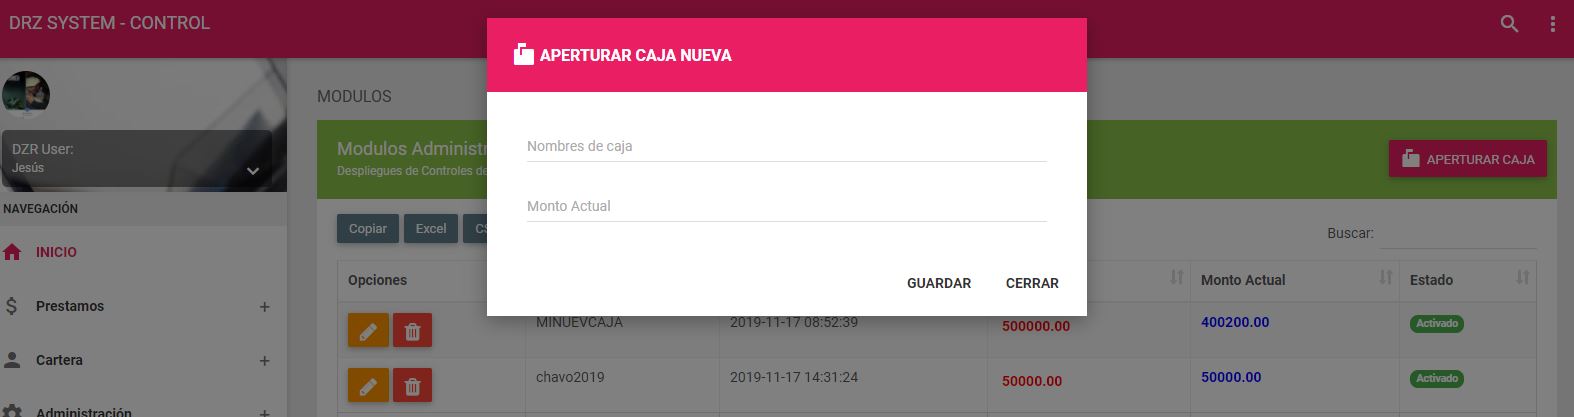 DRZ SYSTEM - CONTROL
APERTURAR CAJA NUEVA
Nombres de caja
Monto Actual
GUARDAR CERRAR
DZR User:
Jesús
NAVEGACIÓN
INICIO
Prestamos +
Cartera +
Administración +
MODULOS
Modulos Administr
Despliegues de Controles de
APERTURAR CAJA
Copiar Excel CS
Buscar:
Opciones Monto Actual Estado
MINUEVCAJA 2019-11-17 08:52:39 500000.00 400200.00 Activado
chavo2019 2019-11-17 14:31:24 50000.00 50000.00 Activado